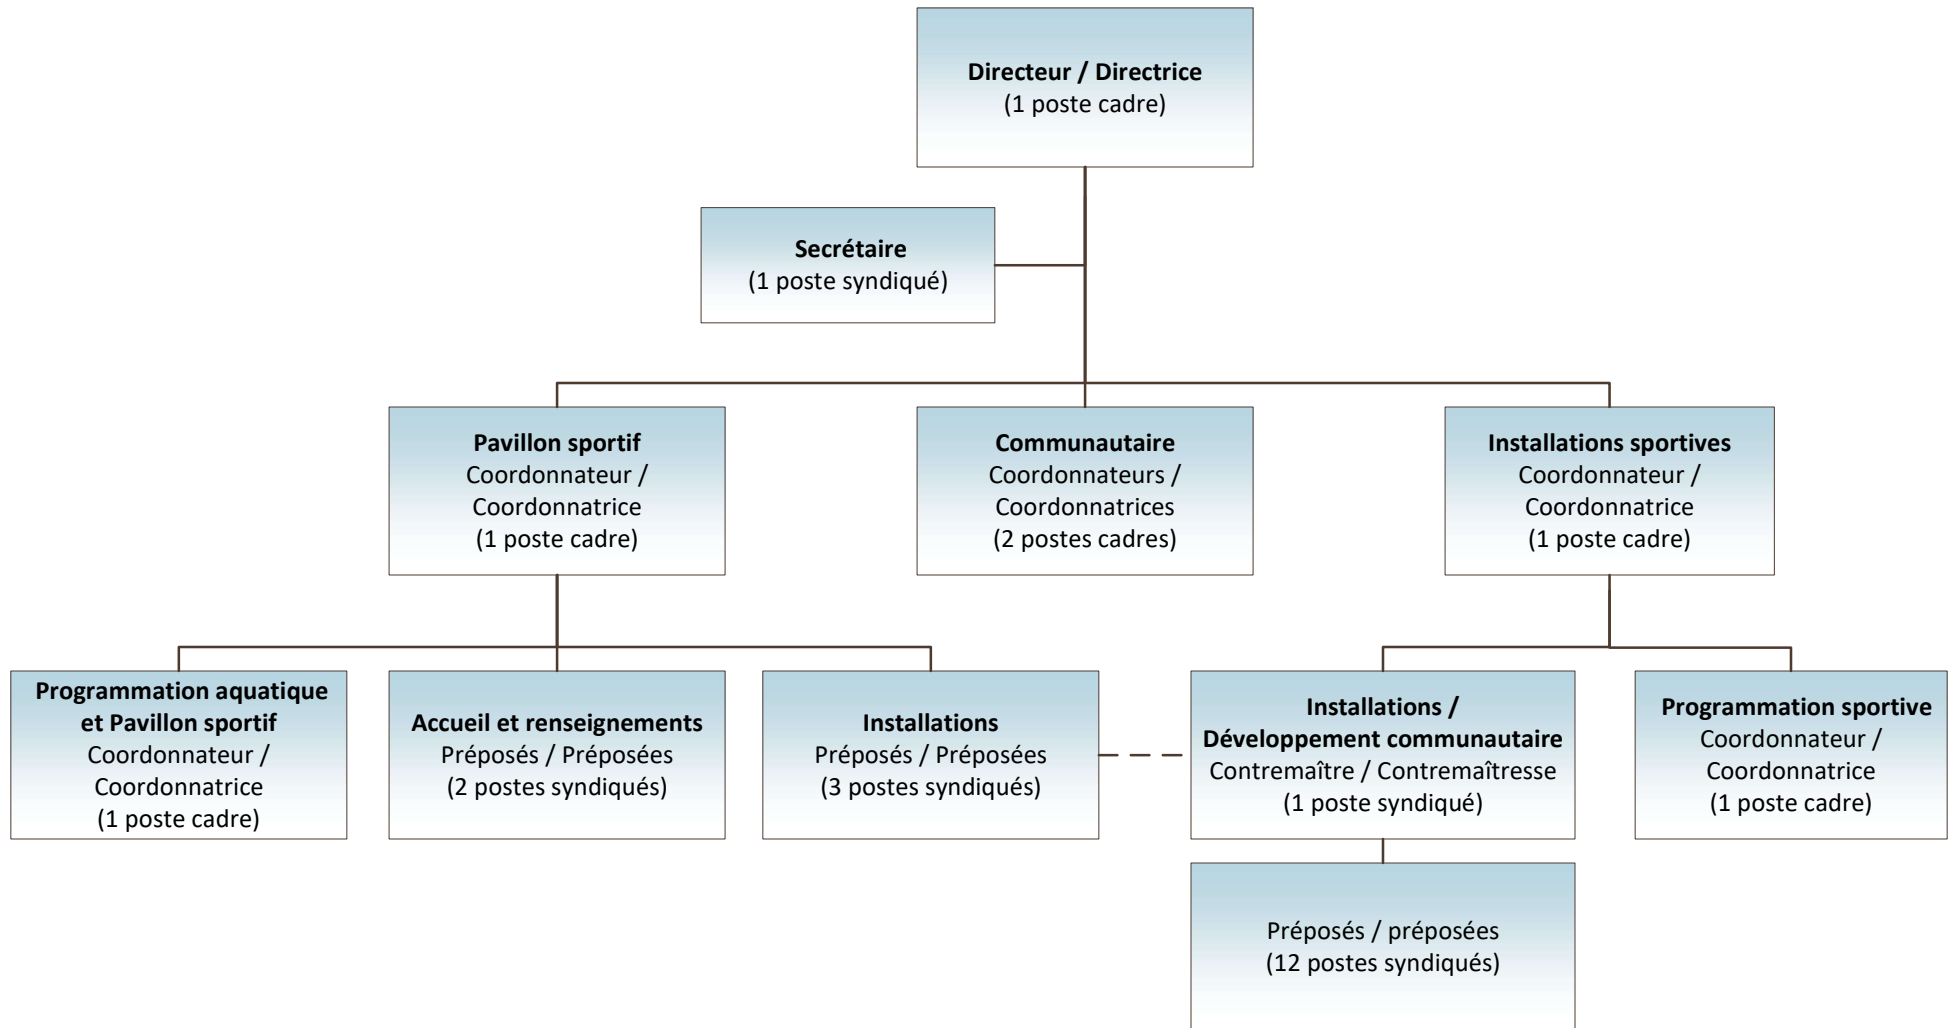 Directeur / Directrice
(1 poste cadre)
Secrétaire
(1 poste syndiqué)
Pavillon sportif
Coordonnateur /
Coordonnatrice
(1 poste cadre)
Communautaire
Coordonnateurs /
Coordonnatrices
(2 postes cadres)
Installations sportives
Coordonnateur /
Coordonnatrice
(1 poste cadre)
Programmation aquatique
et Pavillon sportif
Coordonnateur /
Coordonnatrice
(1 poste cadre)
Accueil et renseignements
Préposés / Préposées
(2 postes syndiqués)
Installations
Préposés / Préposées
(3 postes syndiqués)
Installations /
Développement communautaire
Contremaître / Contremaîtresse
(1 poste syndiqué)
Programmation sportive
Coordonnateur /
Coordonnatrice
(1 poste cadre)
Préposés / préposées
(12 postes syndiqués)